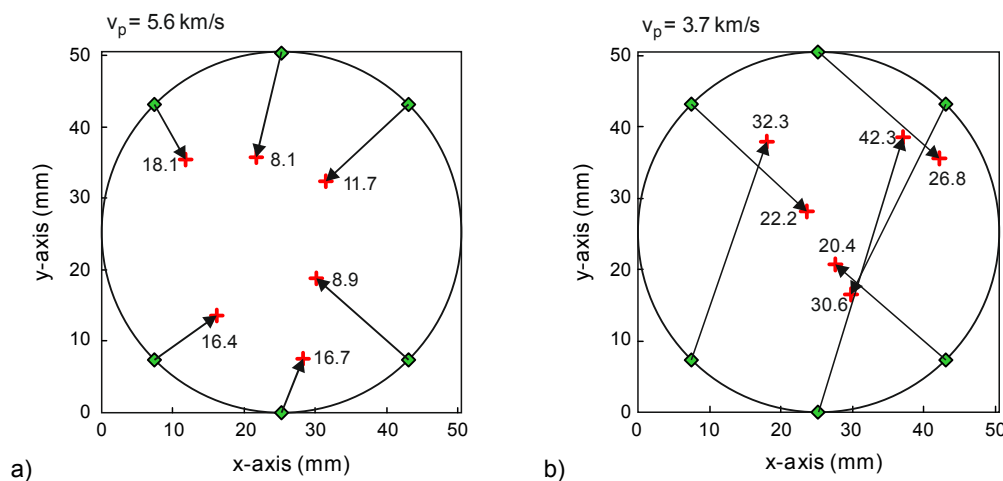 v_p = 5.6 km/s
50
40
30
20
10
0
y-axis (mm)
18.1
8.1
11.7
8.9
16.4
16.7
0 10 20 30 40 50
x-axis (mm)
a)
v_p = 3.7 km/s
50
40
30
20
10
0
y-axis (mm)
32.3
42.3
26.8
22.2
20.4
30.6
0 10 20 30 40 50
x-axis (mm)
b)